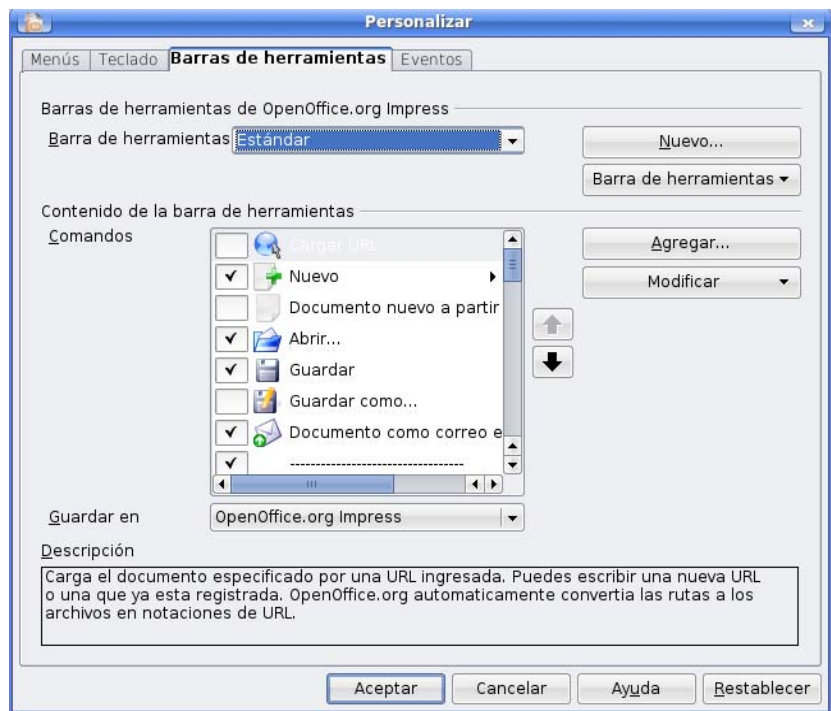 Personalizar
Menús Teclado Barras de herramientas Eventos
Barras de herramientas de OpenOffice.org Impress
Barra de herramientas Estándar
Nuevo...
Barra de herramientas
Contenido de la barra de herramientas
Comandos
Cargar URL
Agregar...
Nuevo
Modificar
Documento nuevo a partir
Abrir...
Guardar
Guardar como...
Documento como correo e
---------------------------------
Guardar en OpenOffice.org Impress
Descripción
Carga el documento especificado por una URL ingresada. Puedes escribir una nueva URL
o una que ya esta registrada. OpenOffice.org automaticamente convertia las rutas a los
archivos en notaciones de URL.
Aceptar Cancelar Ayuda Restablecer